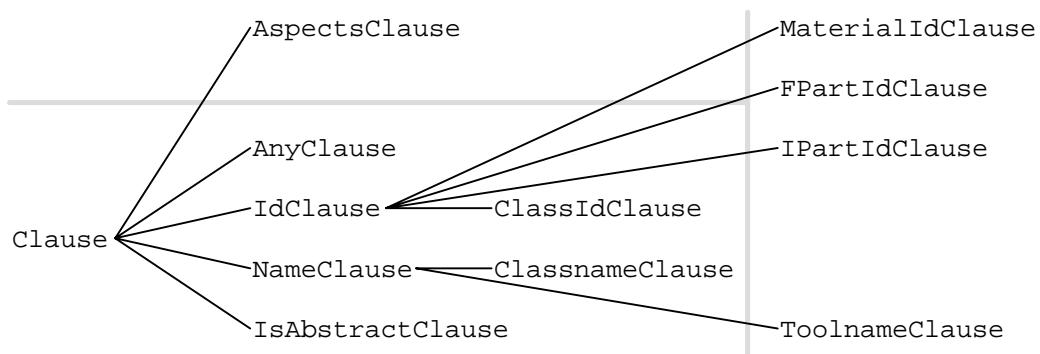 AspectsClause
MaterialIdClause
FPartIdClause
AnyClause
IPartIdClause
IdClause
ClassIdClause
Clause
NameClause
ClassnameClause
IsAbstractClause
ToolnameClause